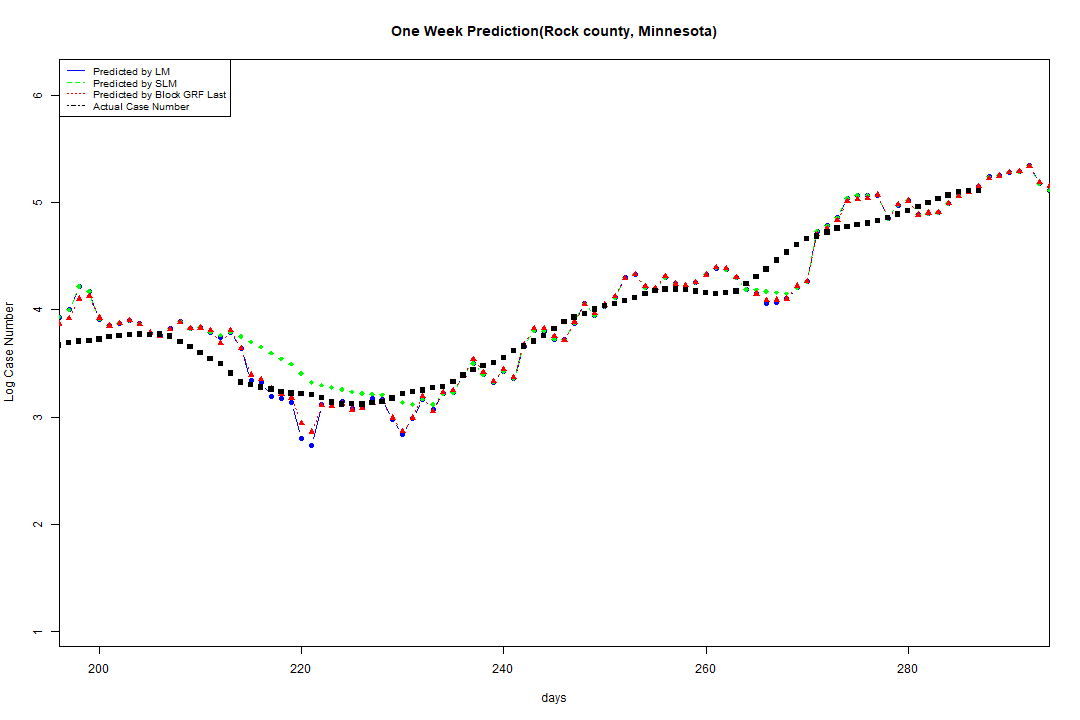 One Week Prediction(Rock county, Minnesota)
Predicted by LM
Predicted by SLM
Predicted by Block GRF Last
Actual Case Number
6
5
4
3
2
1
Log Case Number
200 220 240 260 280
days